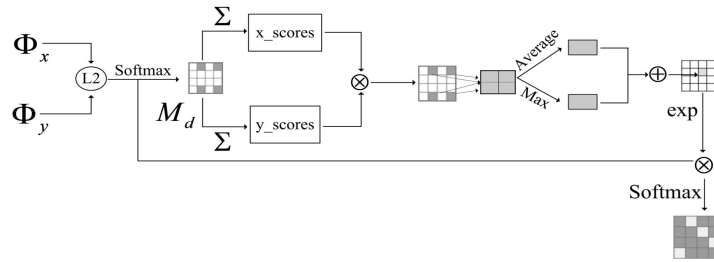 Φx
L2
Φy
Softmax
Md
Σ
x_scores
Σ
y_scores
⊗
Average
Max
⊕
exp
⊗
Softmax